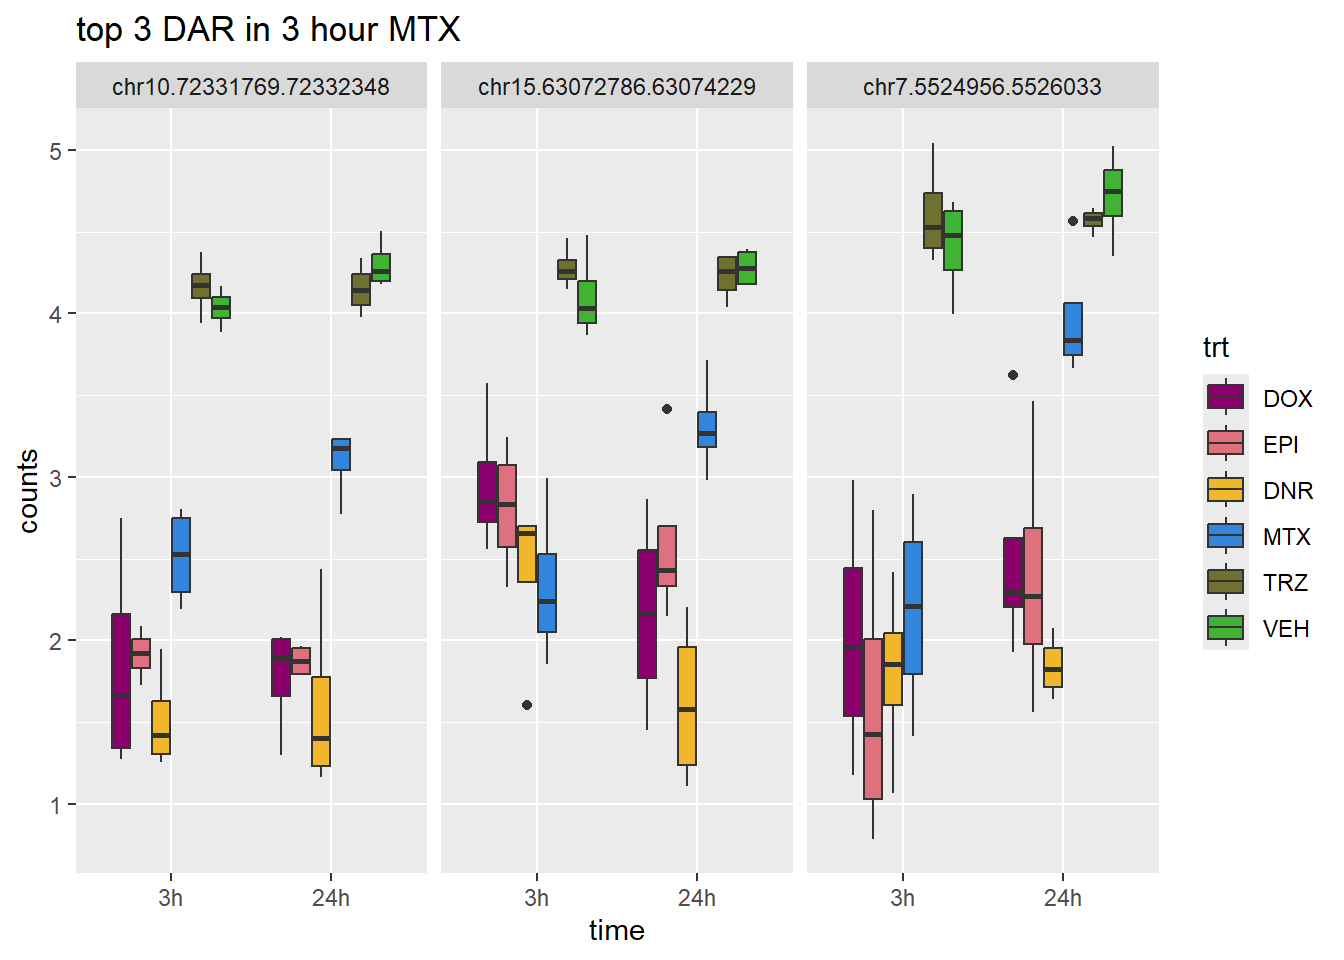 top 3 DAR in 3 hour MTX
chr10.72331769.72332348
chr15.63072786.63074229
chr7.5524956.5526033
5
4
3
2
1
counts
3h
24h
3h
24h
3h
24h
time
trt
DOX
EPI
DNR
MTX
TRZ
VEH